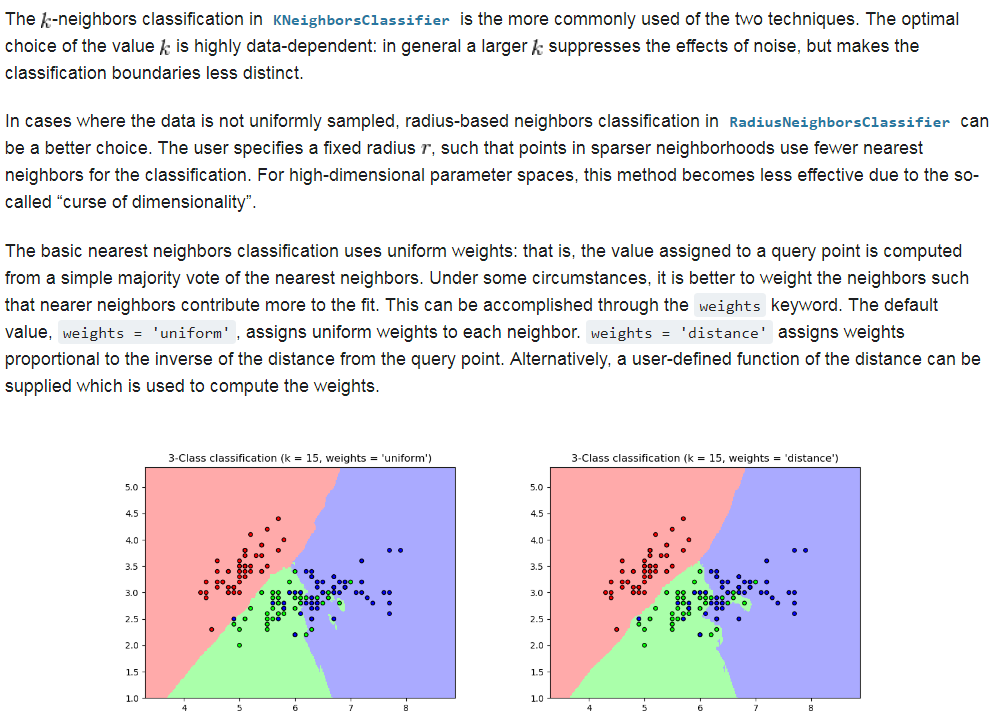 The k-neighbors classification in KNeighborsClassifier is the more commonly used of the two techniques. The optimal
choice of the value k is highly data-dependent: in general a larger k suppresses the effects of noise, but makes the
classification boundaries less distinct.
In cases where the data is not uniformly sampled, radius-based neighbors classification in RadiusNeighborsClassifier can
be a better choice. The user specifies a fixed radius r, such that points in sparser neighborhoods use fewer nearest
neighbors for the classification. For high-dimensional parameter spaces, this method becomes less effective due to the so-
called “curse of dimensionality”.
The basic nearest neighbors classification uses uniform weights: that is, the value assigned to a query point is computed
from a simple majority vote of the nearest neighbors. Under some circumstances, it is better to weight the neighbors such
that nearer neighbors contribute more to the fit. This can be accomplished through the weights keyword. The default
value, weights = 'uniform', assigns uniform weights to each neighbor. weights = 'distance' assigns weights
proportional to the inverse of the distance from the query point. Alternatively, a user-defined function of the distance can be
supplied which is used to compute the weights.
3-Class classification (k = 15, weights = 'uniform')
5.0
4.5
4.0
3.5
3.0
2.5
2.0
1.5
1.0
4 5 6 7 8
3-Class classification (k = 15, weights = 'distance')
5.0
4.5
4.0
3.5
3.0
2.5
2.0
1.5
1.0
4 5 6 7 8